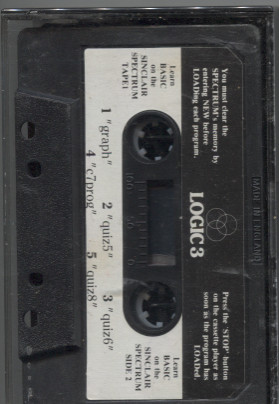 You must clear the
SPECTRUM's memory by
entering NEW before
LOADing each program.
LOGIC3
Press the 'STOP' button
on the cassette player as
soon as the program has
LOADed.
MADE IN ENGLAND
Learn
BASIC
on the
SINCLAIR
SPECTRUM
TAPE1
100
50
0
Learn
BASIC
on the
SINCLAIR
SPECTRUM
SIDE 2
1 "graph"
2 "quiz5"
3 "quiz6"
4 "c7prog"
5 "quiz8"